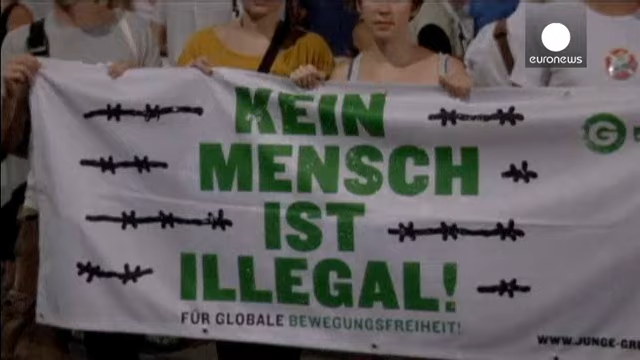 euronews
KEIN
MENSCH
IST
ILLEGAL!
FÜR GLOBALE BEWEGUNGSFREIHEIT!
G